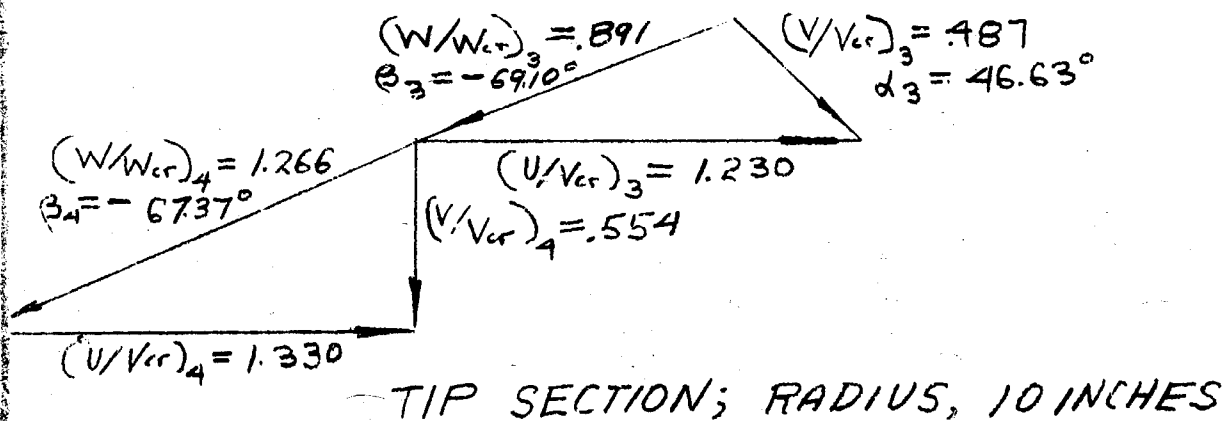 (W/Wcr)3 = .891
β3 = - 69.10°
(V/Vcr)3 = .487
α3 = 46.63°
(W/Wcr)4 = 1.266
β4 = - 67.37°
(U/Vcr)3 = 1.230
(V/Vcr)4 = .554
(U/Vcr)4 = 1.330
TIP SECTION; RADIUS, 10 INCHES